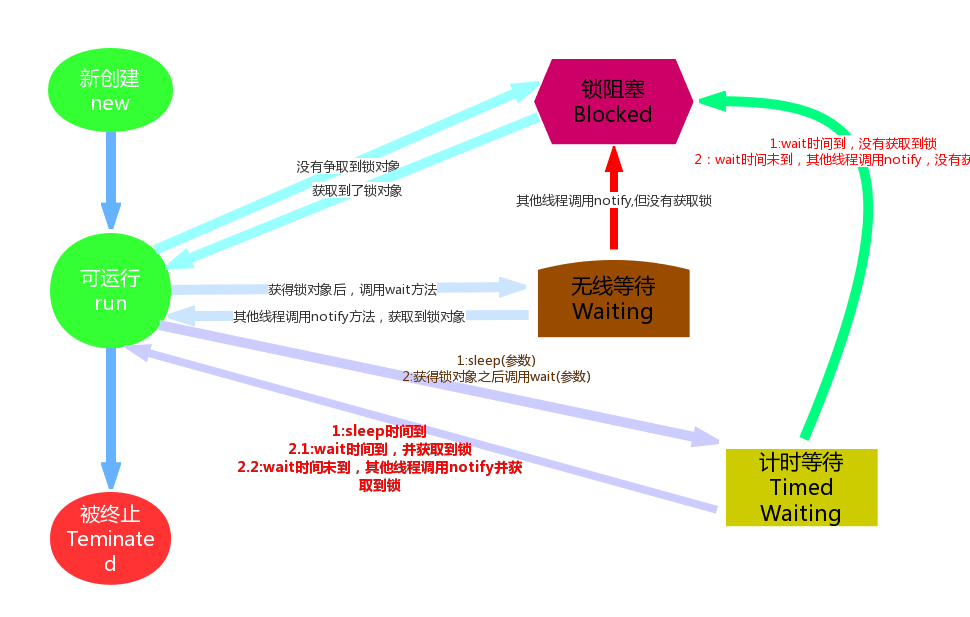 新创建
new
锁阻塞
Blocked
1:wait时间到，没有获取到锁
2：wait时间未到，其他线程调用notify，没有获
没有争取到锁对象
获取到了锁对象
其他线程调用notify,但没有获取锁
可运行
run
获得锁对象后，调用wait方法
其他线程调用notify方法，获取到锁对象
无线等待
Waiting
1:sleep(参数)
2:获得锁对象之后调用wait(参数)
1:sleep时间到
2.1:wait时间到，并获取到锁
2.2:wait时间未到，其他线程调用notify并获
取到锁
计时等待
Timed
Waiting
被终止
Teminate
d